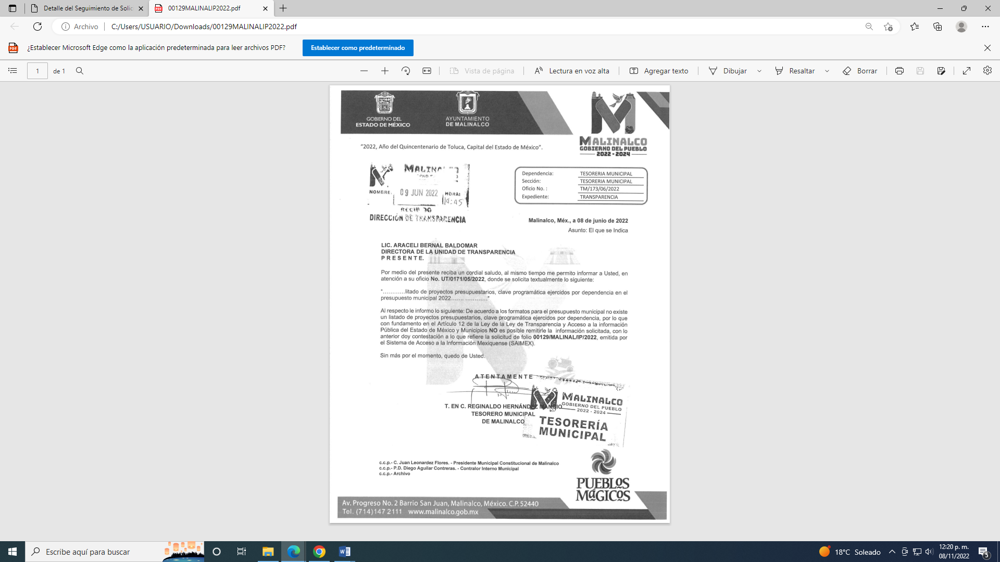 Detalle del Seguimiento de Solic
00129MALINALIP2022.pdf
Archivo
C:/Users/USUARIO/Downloads/00129MALINALIP2022.pdf
PDF
¿Establecer Microsoft Edge como la aplicación predeterminada para leer archivos PDF?
Establecer como predeterminado
1 de 1
Vista de página
Lectura en voz alta
Agregar texto
Dibujar
Resaltar
Borrar
GOBIERNO DEL
ESTADO DE MÉXICO
AYUNTAMIENTO
DE MALINALCO
MALINALCO
GOBIERNO DEL PUEBLO
2022 - 2024
“2022, Año del Quincentenario de Toluca, Capital del Estado de México”.
NOMBRE:
09 JUN 2022
HORA:
DIRECCIÓN DE TRANSPARENCIA
Dependencia: TESORERIA MUNICIPAL
Sección: TESORERIA MUNICIPAL
Oficio No. : TM/173/06/2022
Expediente: TRANSPARENCIA
Malinalco, Méx., a 08 de junio de 2022
Asunto: El que se Indica
LIC. ARACELI BERNAL BALDOMAR
DIRECTORA DE LA UNIDAD DE TRANSPARENCIA
P R E S E N T E.
Por medio del presente reciba un cordial saludo, al mismo tiempo me permito informar a Usted, en
atención a su oficio No. UT/0171/05/2022, donde se solicita textualmente lo siguiente:
“…………litado de proyectos presupuestarios, clave programática ejercidos por dependencia en el
presupuesto municipal 2022……. …………”
Al respecto le informo lo siguiente: De acuerdo a los formatos para el presupuesto municipal no existe
un listado de proyectos presupuestarios, clave programática ejercidos por dependencia, por lo que
con fundamento en el Artículo 12 de la Ley de la Ley de Transparencia y Acceso a la información
Pública del Estado de México y Municipios NO es posible remitirle la información solicitada, con lo
anterior doy contestación a lo que refiere la solicitud de folio 00129/MALINAL/IP/2022, emitida por
el Sistema de Acceso a la Información Mexiquense (SAIMEX).
Sin más por el momento, quedo de Usted.
A T E N T A M E N T E
T. EN C. REGINALDO HERNÁNDEZ
TESORERO MUNICIPAL
DE MALINALCO
MALINALCO
GOBIERNO DEL PUEBLO
2022 - 2024
TESORERÍA
MUNICIPAL
c.c.p.- C. Juan Leonardez Flores. - Presidente Municipal Constitucional de Malinalco
c.c.p.- P.D. Diego Aguilar Contreras. - Contralor Interno Municipal
c.c.p.- Archivo
PUEBLOS
MÁGICOS
Av. Progreso No. 2 Barrio San Juan, Malinalco, México. C.P. 52440
Tel. (714)147 2111 www.malinalco.gob.mx
Escribe aquí para buscar
18°C Soleado
12:20 p. m.
08/11/2022
5